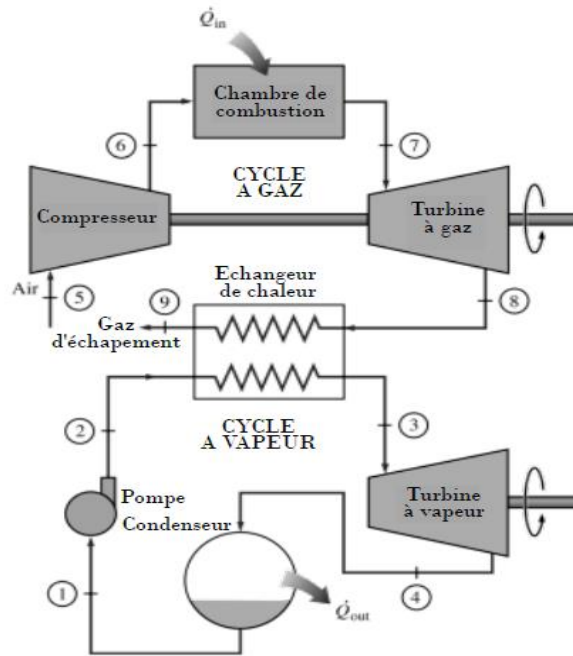 Q̇in
Chambre de
combustion
6
7
CYCLE
A GAZ
Compresseur
Turbine
à gaz
Air
5
Echangeur
de chaleur
9
8
Gaz
d'échapement
2
CYCLE
A VAPEUR
3
Pompe
Condenseur
Turbine
à vapeur
1
4
Q̇out